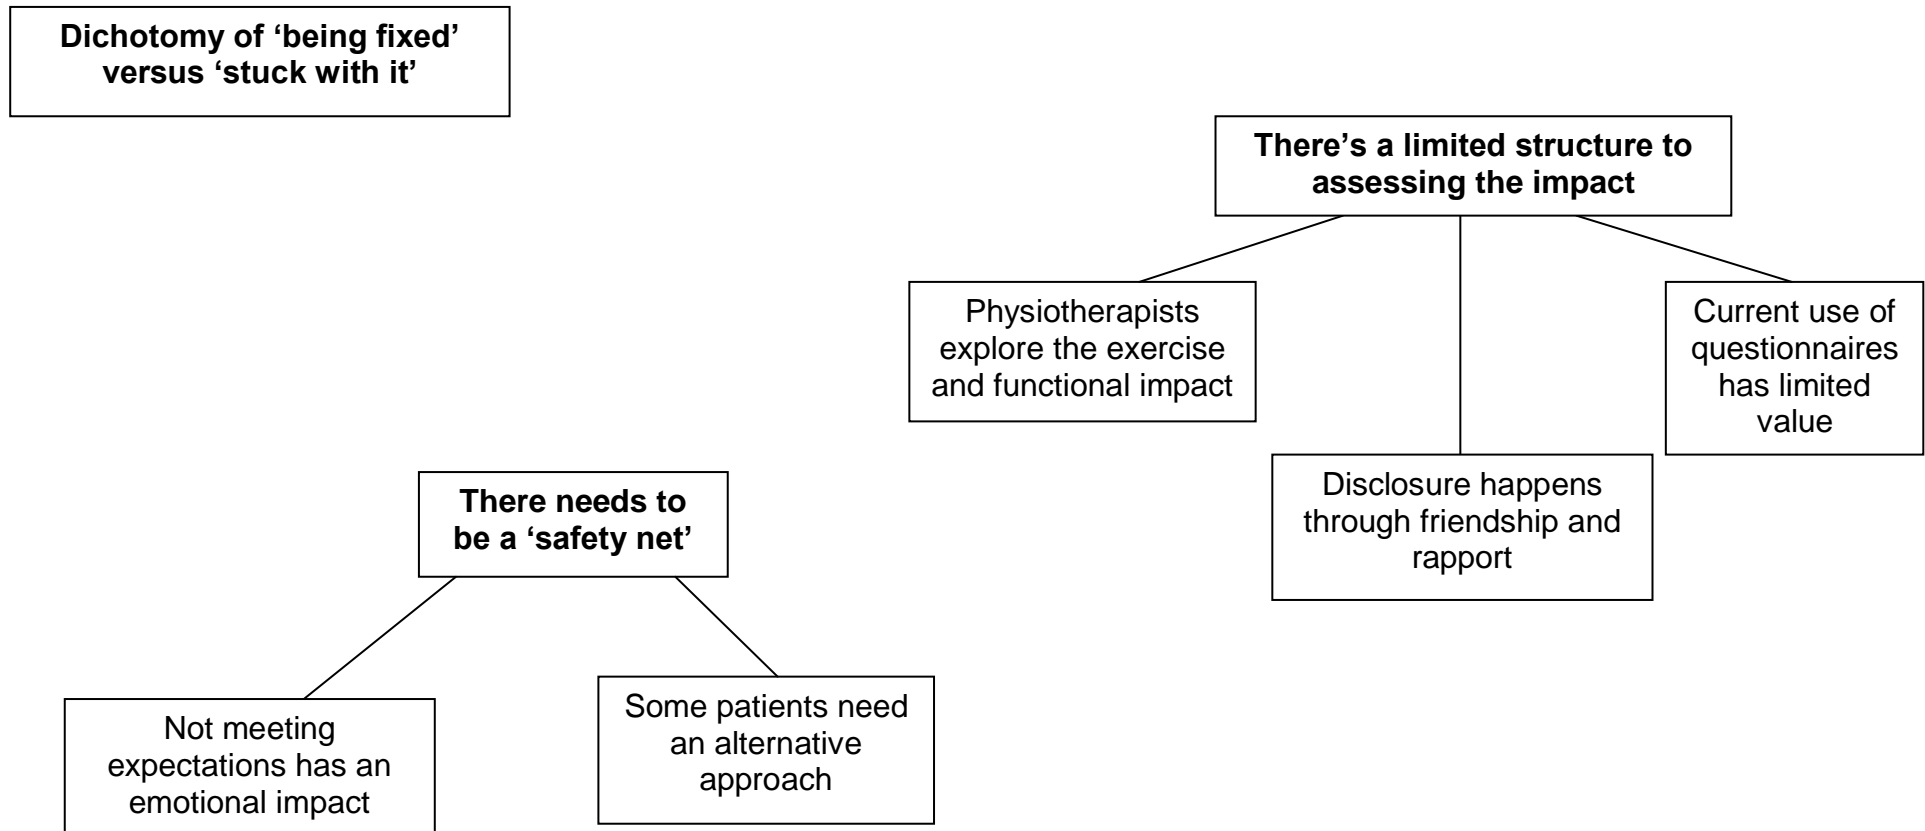 Dichotomy of ‘being fixed’
versus ‘stuck with it’
There’s a limited structure to
assessing the impact
Physiotherapists
explore the exercise
and functional impact
Current use of
questionnaires
has limited
value
Disclosure happens
through friendship and
rapport
There needs to
be a ‘safety net’
Not meeting
expectations has an
emotional impact
Some patients need
an alternative
approach